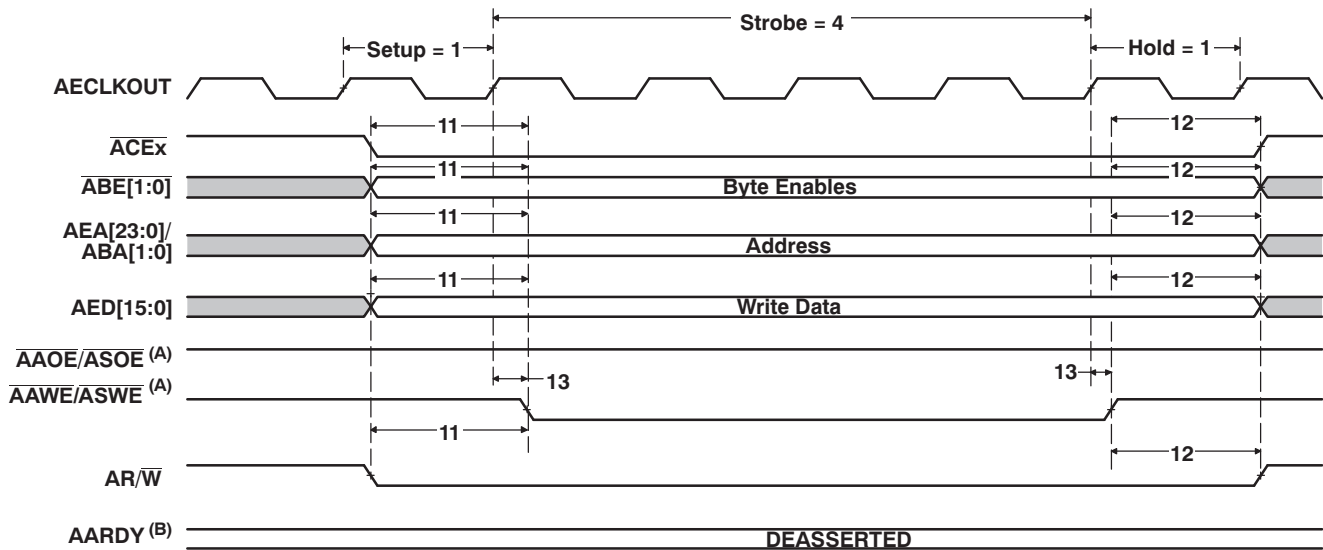 Strobe = 4
Setup = 1
Hold = 1
AECLKOUT
11
12
ACEx
11
12
ABE[1:0]
Byte Enables
11
12
AEA[23:0]/
ABA[1:0]
Address
11
12
AED[15:0]
Write Data
AAOE/ASOE (A)
13
13
AAWE/ASWE (A)
11
12
AR/W
AARDY (B)
DEASSERTED